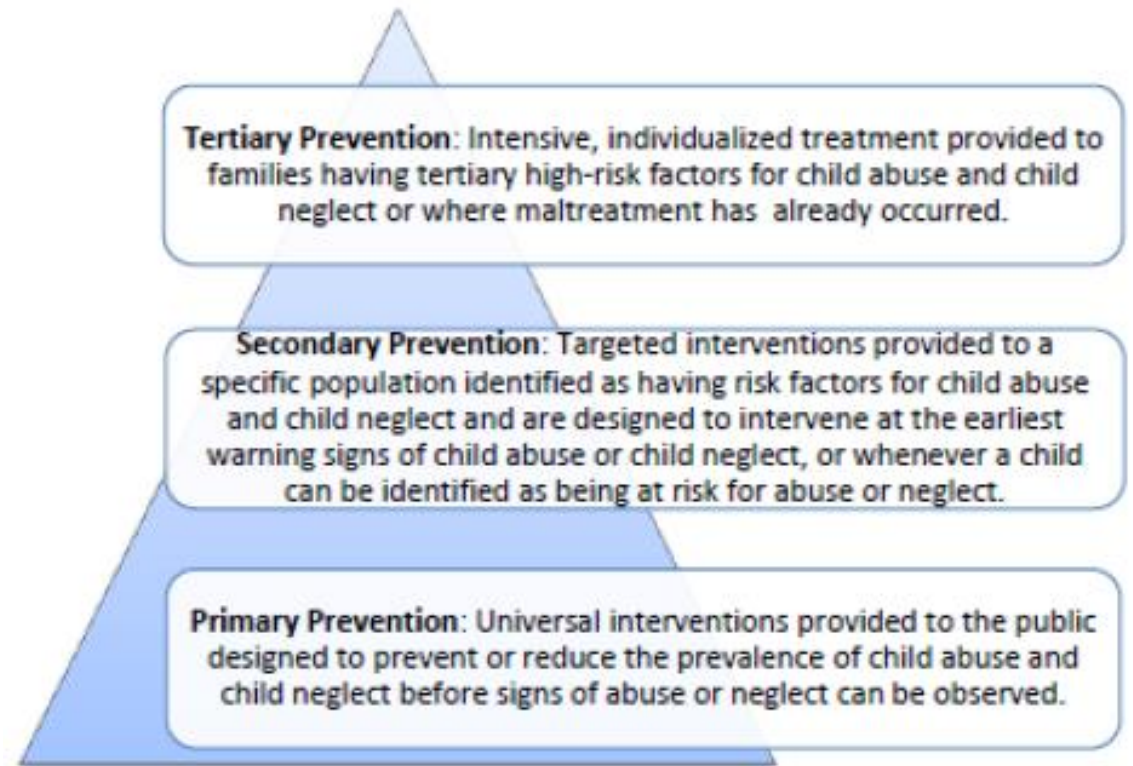 Tertiary Prevention: Intensive, individualized treatment provided to
families having tertiary high-risk factors for child abuse and child
neglect or where maltreatment has already occurred.
Secondary Prevention: Targeted interventions provided to a
specific population identified as having risk factors for child abuse
and child neglect and are designed to intervene at the earliest
warning signs of child abuse or child neglect, or whenever a child
can be identified as being at risk for abuse or neglect.
Primary Prevention: Universal interventions provided to the public
designed to prevent or reduce the prevalence of child abuse and
child neglect before signs of abuse or neglect can be observed.